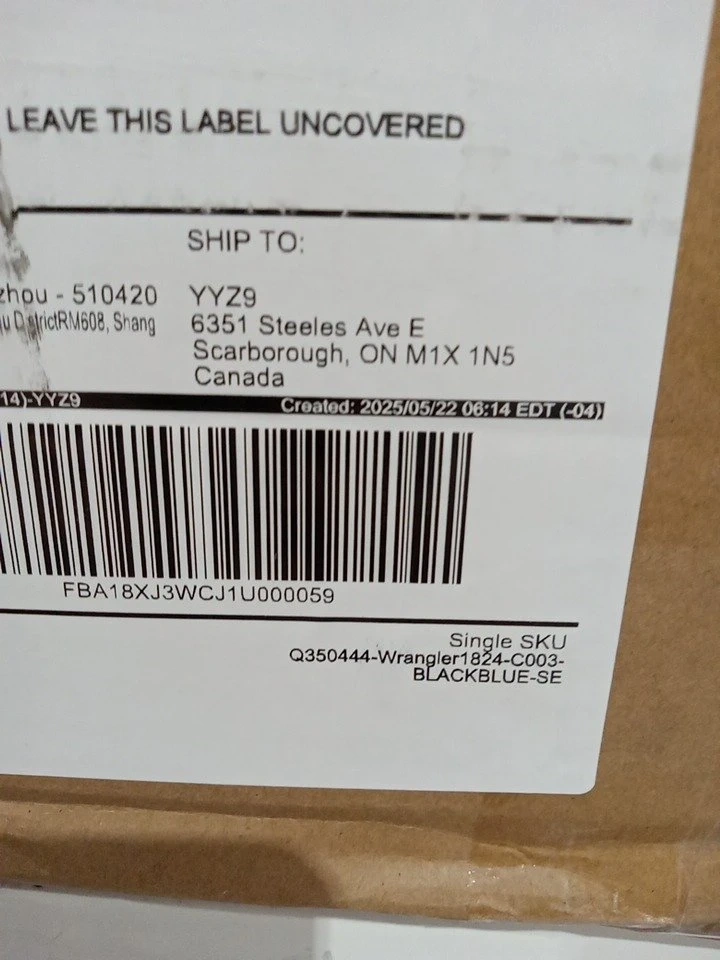 LEAVE THIS LABEL UNCOVERED
SHIP TO:
zhou - 510420
YYZ9
strictRM608, Shang
6351 Steeles Ave E
Scarborough, ON M1X 1N5
Canada
14)-YYZ9
Created: 2025/05/22 06:14 EDT (-04)
FBA18XJ3WCJ1U000059
Single SKU
Q350444-Wrangler1824-C003-
BLACKBLUE-SE